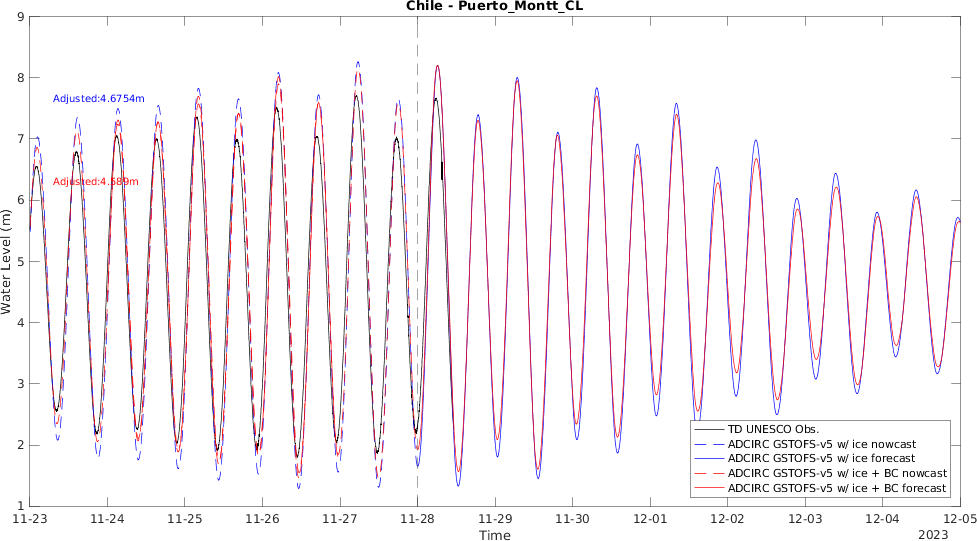 Chile - Puerto_Montt_CL
9
8
7
6
5
4
3
2
1
Water Level (m)
Adjusted:4.6754m
Adjusted:4.589m
TD UNESCO Obs.
ADCIRC GSTOFS-v5 w/ ice nowcast
ADCIRC GSTOFS-v5 w/ ice forecast
ADCIRC GSTOFS-v5 w/ ice + BC nowcast
ADCIRC GSTOFS-v5 w/ ice + BC forecast
11-23 11-24 11-25 11-26 11-27 11-28 11-29 11-30 12-01 12-02 12-03 12-04 12-05
Time
2023